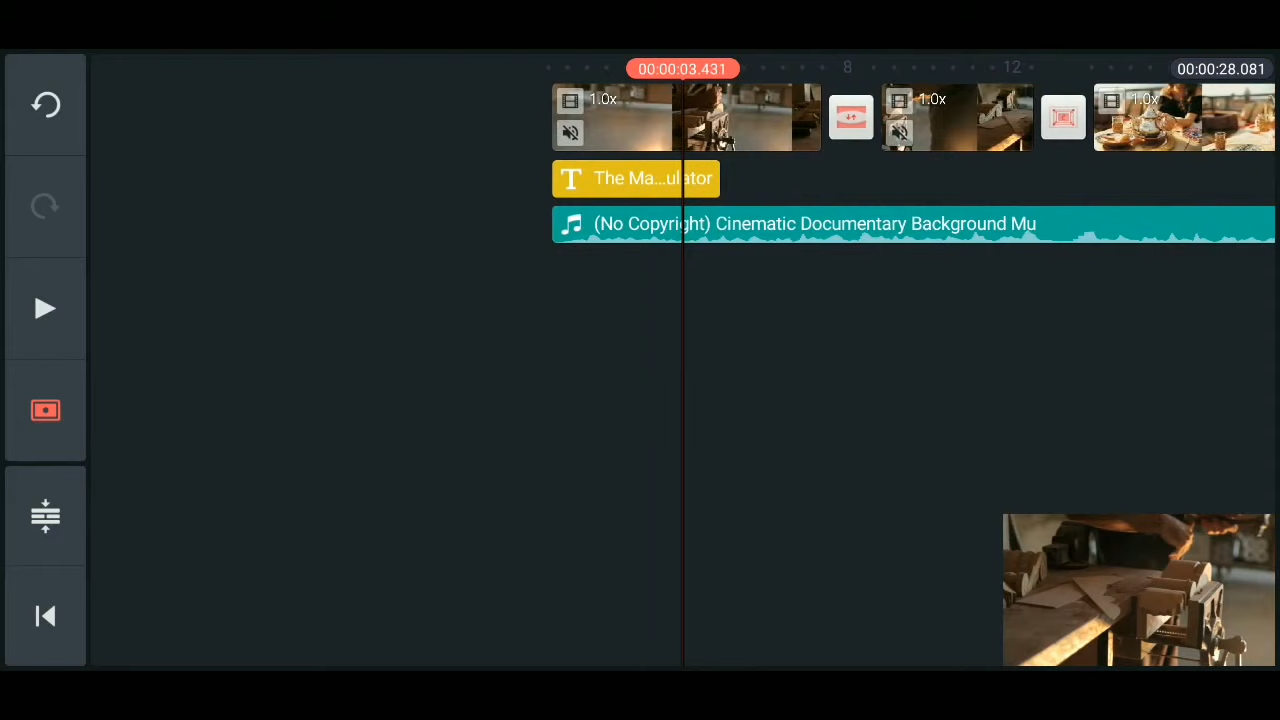 00:00:03.431
8
12
00:00:28.081
1.0x
1.0x
1.0x
The Ma...ulator
(No Copyright) Cinematic Documentary Background Mu